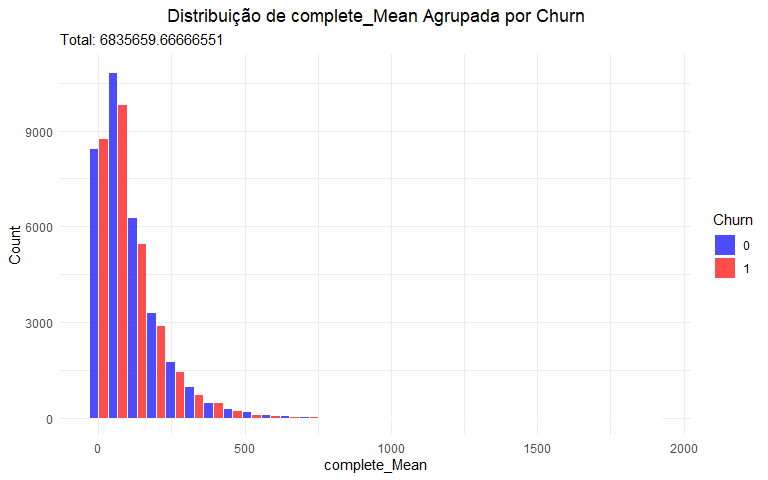 Distribuição de complete_Mean Agrupada por Churn
Total: 6835659.66666551
9000
6000
3000
0
Count
0
500
1000
1500
2000
complete_Mean
Churn
0
1